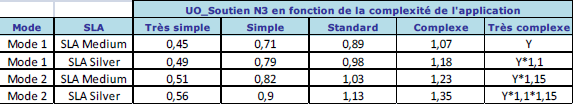 UO_Soutien N3 en fonction de la complexité de l'application
Mode SLA Très simple Simple Standard Complexe Très complexe
Mode 1 SLA Medium 0,45 0,71 0,89 1,07 Y
Mode 1 SLA Silver 0,49 0,79 0,98 1,18 Y*1,1
Mode 2 SLA Medium 0,51 0,82 1,03 1,23 Y*1,15
Mode 2 SLA Silver 0,56 0,9 1,13 1,35 Y*1,1*1,15